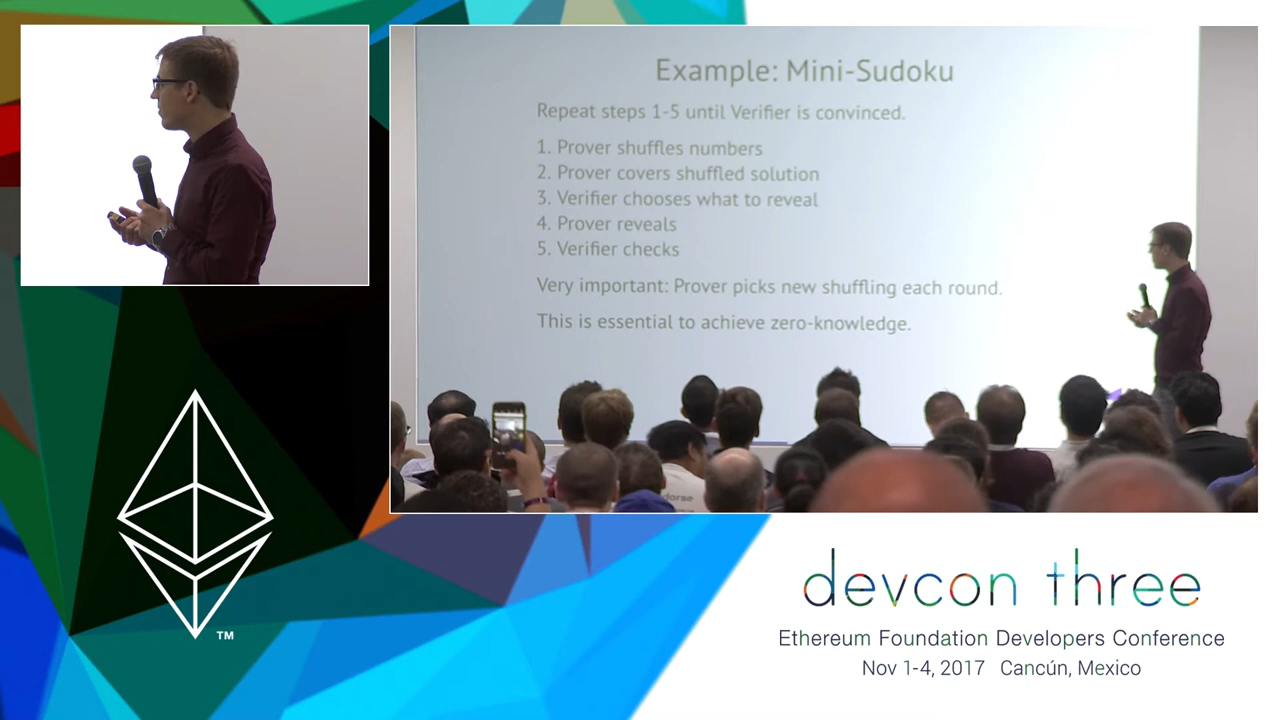 Example: Mini-Sudoku
Repeat steps 1-5 until Verifier is convinced.
1. Prover shuffles numbers
2. Prover covers shuffled solution
3. Verifier chooses what to reveal
4. Prover reveals
5. Verifier checks
Very important: Prover picks new shuffling each round.
This is essential to achieve zero-knowledge.
dorse
TM
devcon three
Ethereum Foundation Developers Conference
Nov 1-4, 2017 Cancún, Mexico